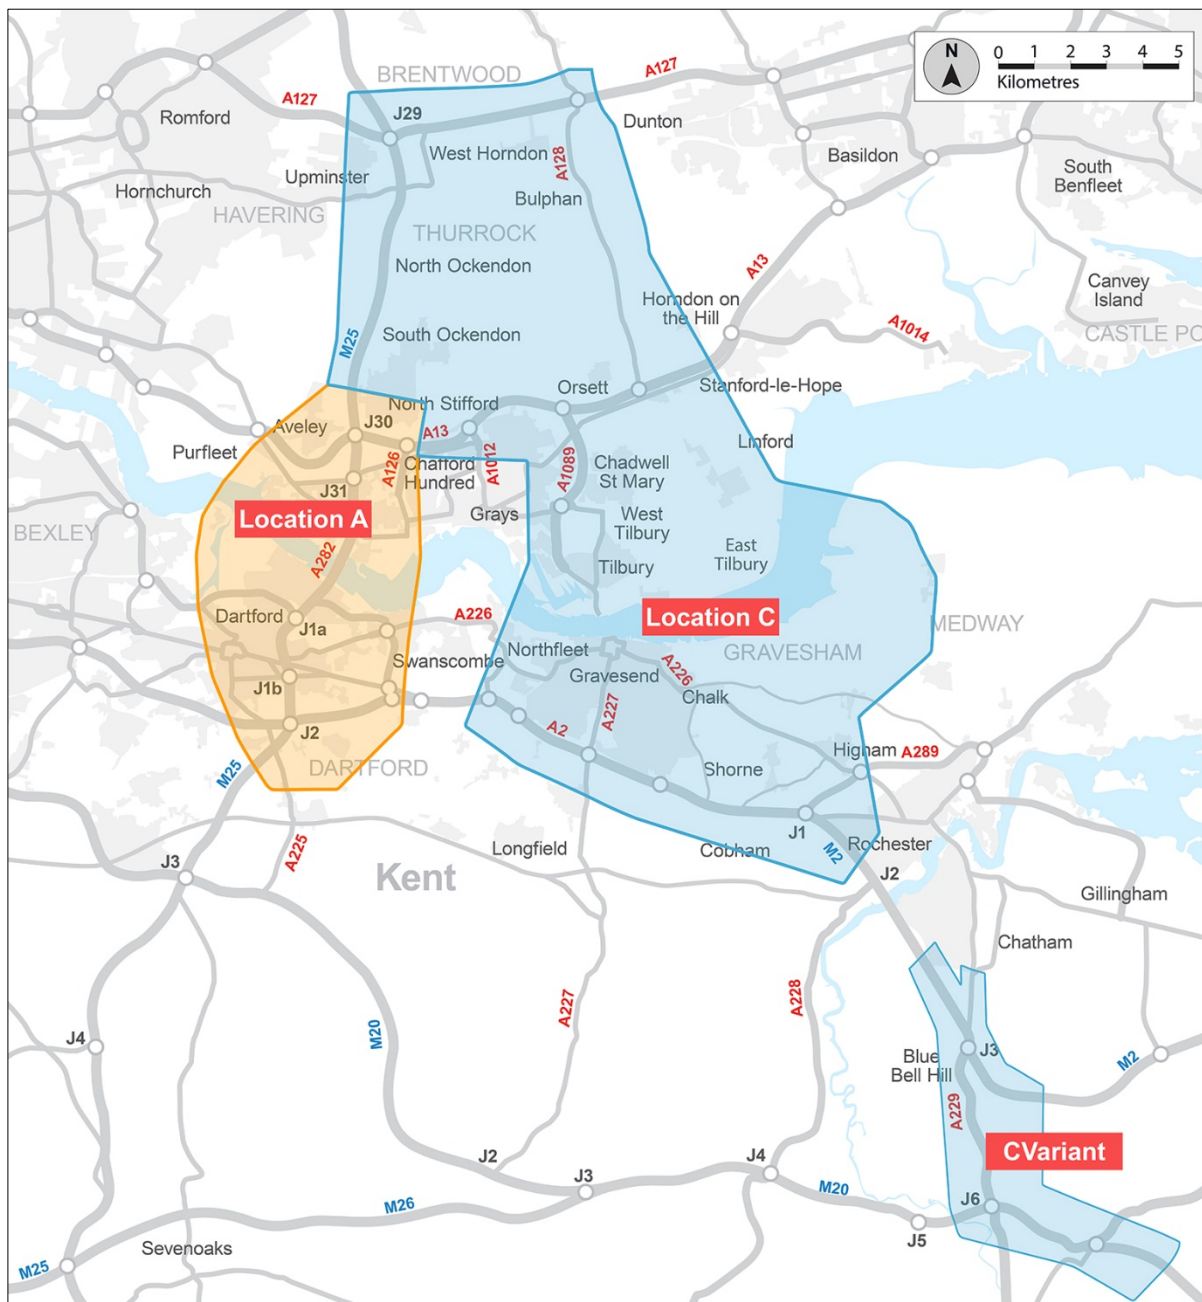 N
0 1 2 3 4 5
Kilometres
BRENTWOOD
A127
A127
J29
Dunton
Romford
West Horndon
A128
Basildon
Upminster
South
Benfleet
Hornchurch
Bulphan
HAVERING
THURROCK
North Ockendon
A13
Canvey
Island
Horndon on
the Hill
A1014
CASTLE PO
M25
South Ockendon
Orsett
Stanford-le-Hope
North Stifford
Aveley
J30
A13
Linford
Purfleet
A126
Chafford
Hundred
A1012
A1089
Chadwell
St Mary
J31
Location A
Grays
West
Tilbury
BEXLEY
East
Tilbury
A282
Tilbury
Dartford
J1a
A226
Location C
MEDWAY
Northfleet
GRAVESHAM
Swanscombe
Gravesend
A226
J1b
Chalk
A227
J2
A2
Higham
A289
DARTFORD
M25
Shorne
J1
A225
Longfield
Cobham
M2
Rochester
J3
J2
Kent
Gillingham
Chatham
A227
A228
J4
M20
Blue
Bell Hill
J3
M2
A229
J2
J4
CVariant
J3
M20
J6
M26
J5
Sevenoaks
M25